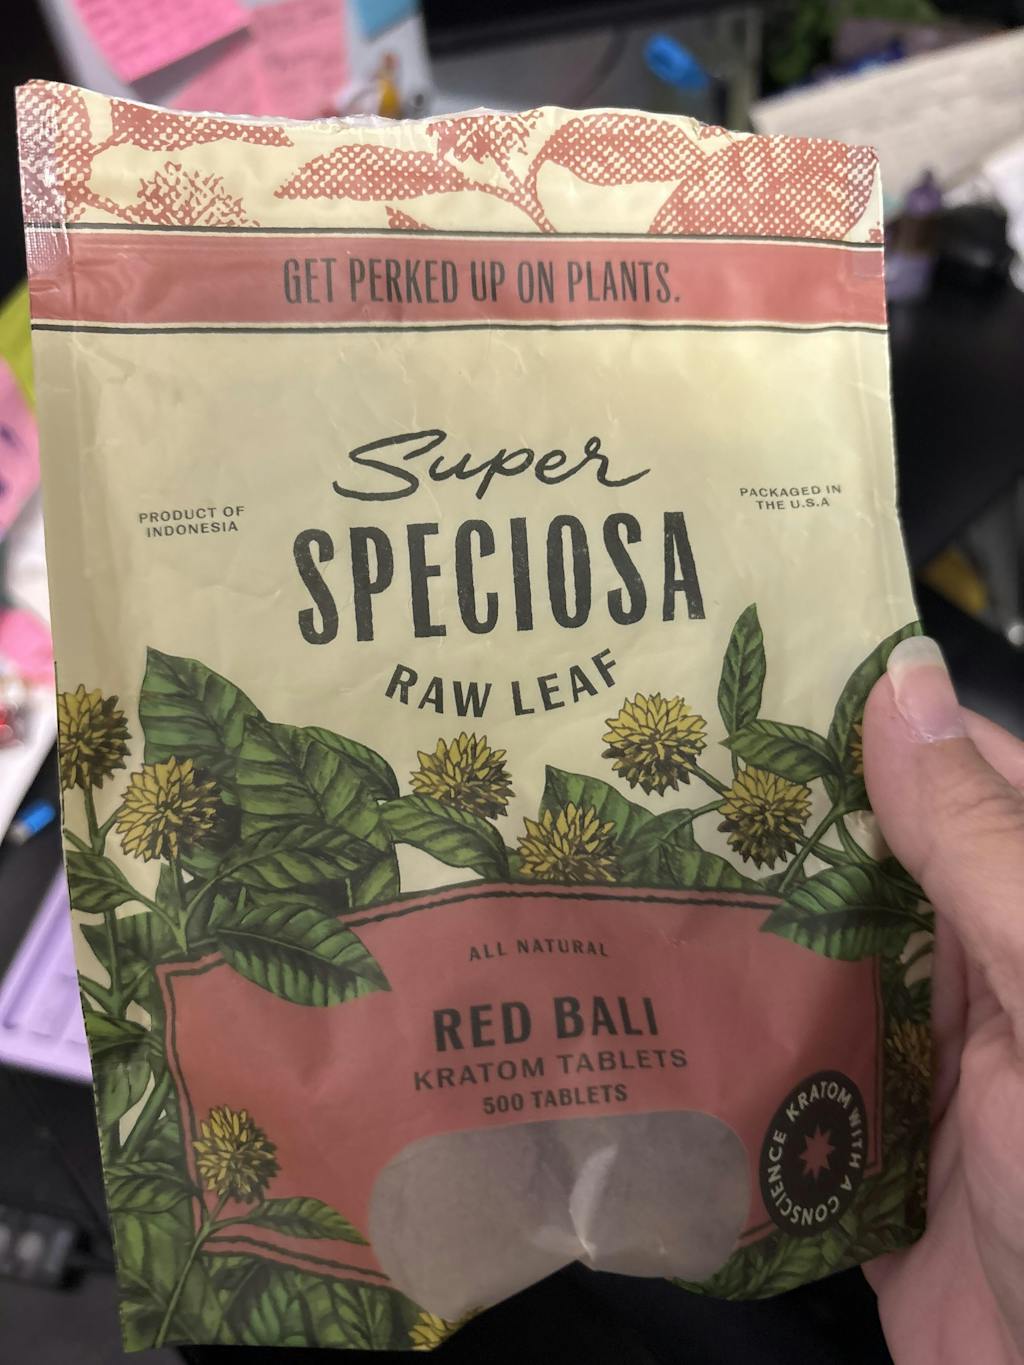 GET PERKED UP ON PLANTS.
Super
SPECIOSA
RAW LEAF
PRODUCT OF
INDONESIA
PACKAGED IN
THE U.S.A
ALL NATURAL
RED BALI
KRATOM TABLETS
500 TABLETS
KRATOM WITH A CONSCIENCE